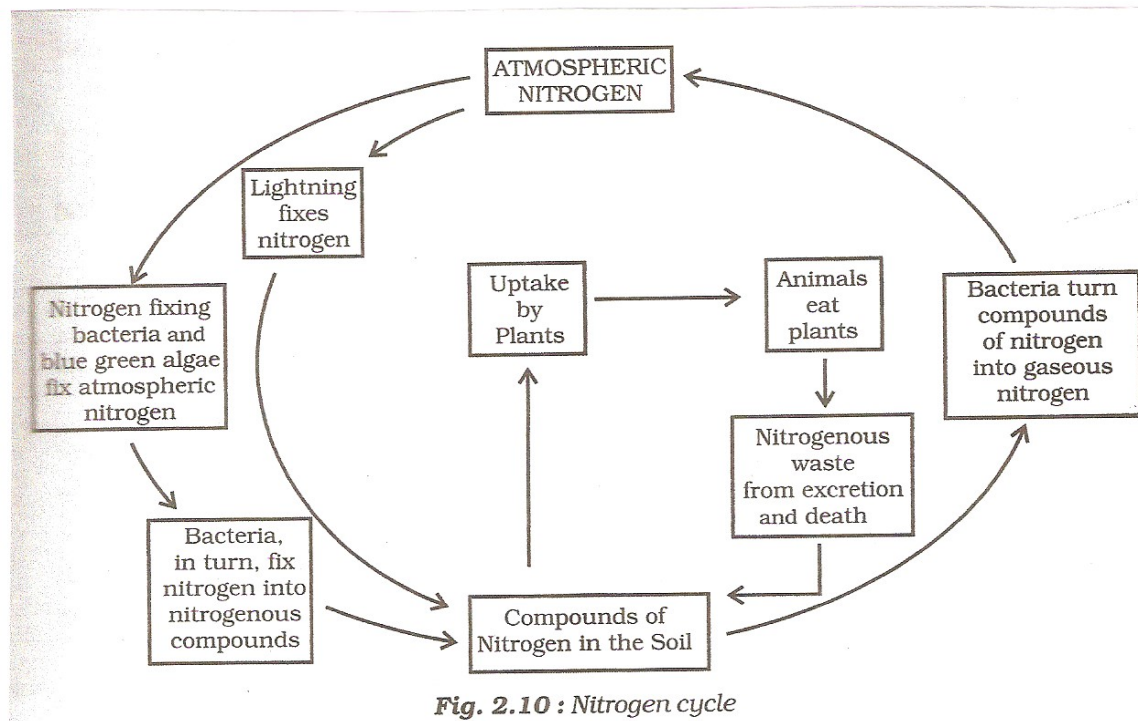 ATMOSPHERIC
NITROGEN
Lightning
fixes
nitrogen
Nitrogen fixing
bacteria and
blue green algae
fix atmospheric
nitrogen
Bacteria,
in turn, fix
nitrogen into
nitrogenous
compounds
Uptake
by
Plants
Animals
eat
plants
Nitrogenous
waste
from excretion
and death
Bacteria turn
compounds
of nitrogen
into gaseous
nitrogen
Compounds of
Nitrogen in the Soil
Fig. 2.10 : Nitrogen cycle